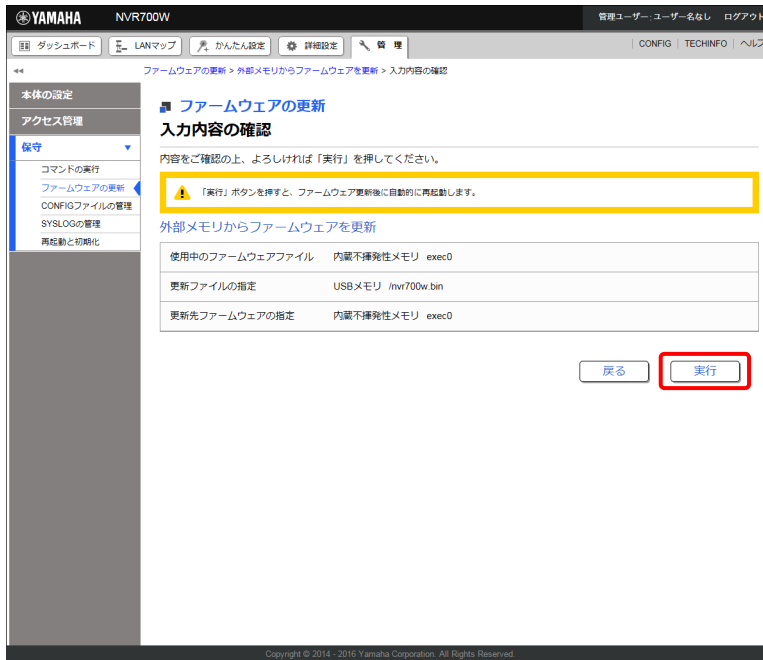 YAMAHA NVR700W 管理ユーザー:ユーザー名なし ログアウト
ダッシュボード LANマップ かんたん設定 詳細設定 管理 CONFIG TECHINFO ヘルプ
ファームウェアの更新 > 外部メモリからファームウェアを更新 > 入力内容の確認
本体の設定
アクセス管理
保守
コマンドの実行
ファームウェアの更新
CONFIGファイルの管理
SYSLOGの管理
再起動と初期化
ファームウェアの更新
入力内容の確認
内容をご確認の上、よろしければ「実行」を押してください。
「実行」ボタンを押すと、ファームウェア更新後に自動的に再起動します。
外部メモリからファームウェアを更新
使用中のファームウェアファイル 内蔵不揮発性メモリ exec0
更新ファイルの指定 USBメモリ /nvr700w.bin
更新先ファームウェアの指定 内蔵不揮発性メモリ exec0
戻る 実行
Copyright © 2014 - 2016 Yamaha Corporation. All Rights Reserved.